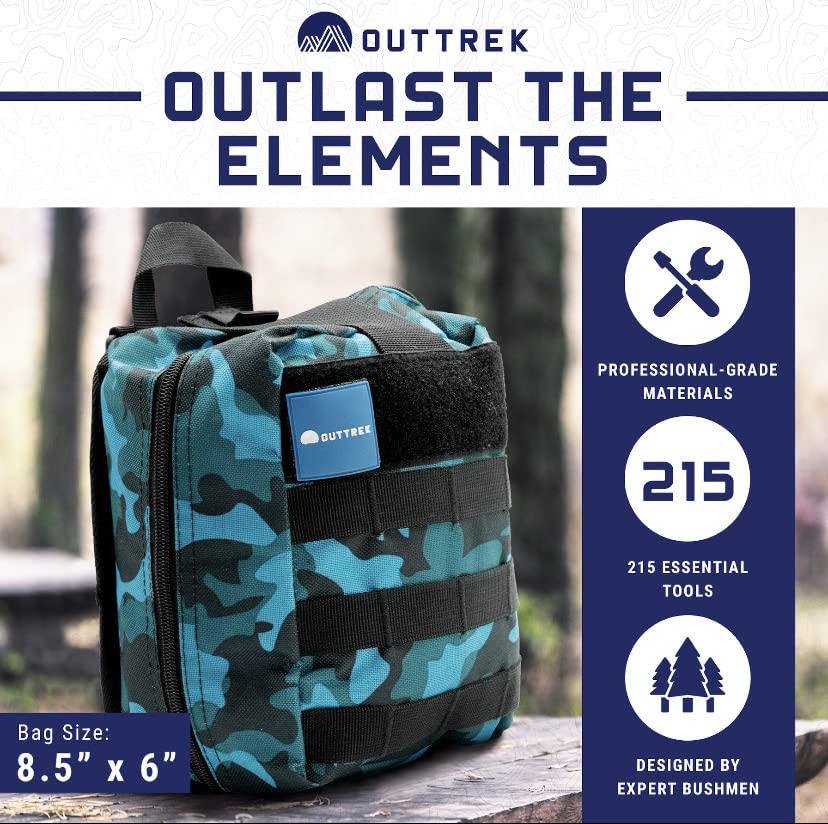 OUTTREK
OUTLAST THE
ELEMENTS
OUTTREK
PROFESSIONAL-GRADE
MATERIALS
215
215 ESSENTIAL
TOOLS
DESIGNED BY
EXPERT BUSHMEN
Bag Size:
8.5” x 6”